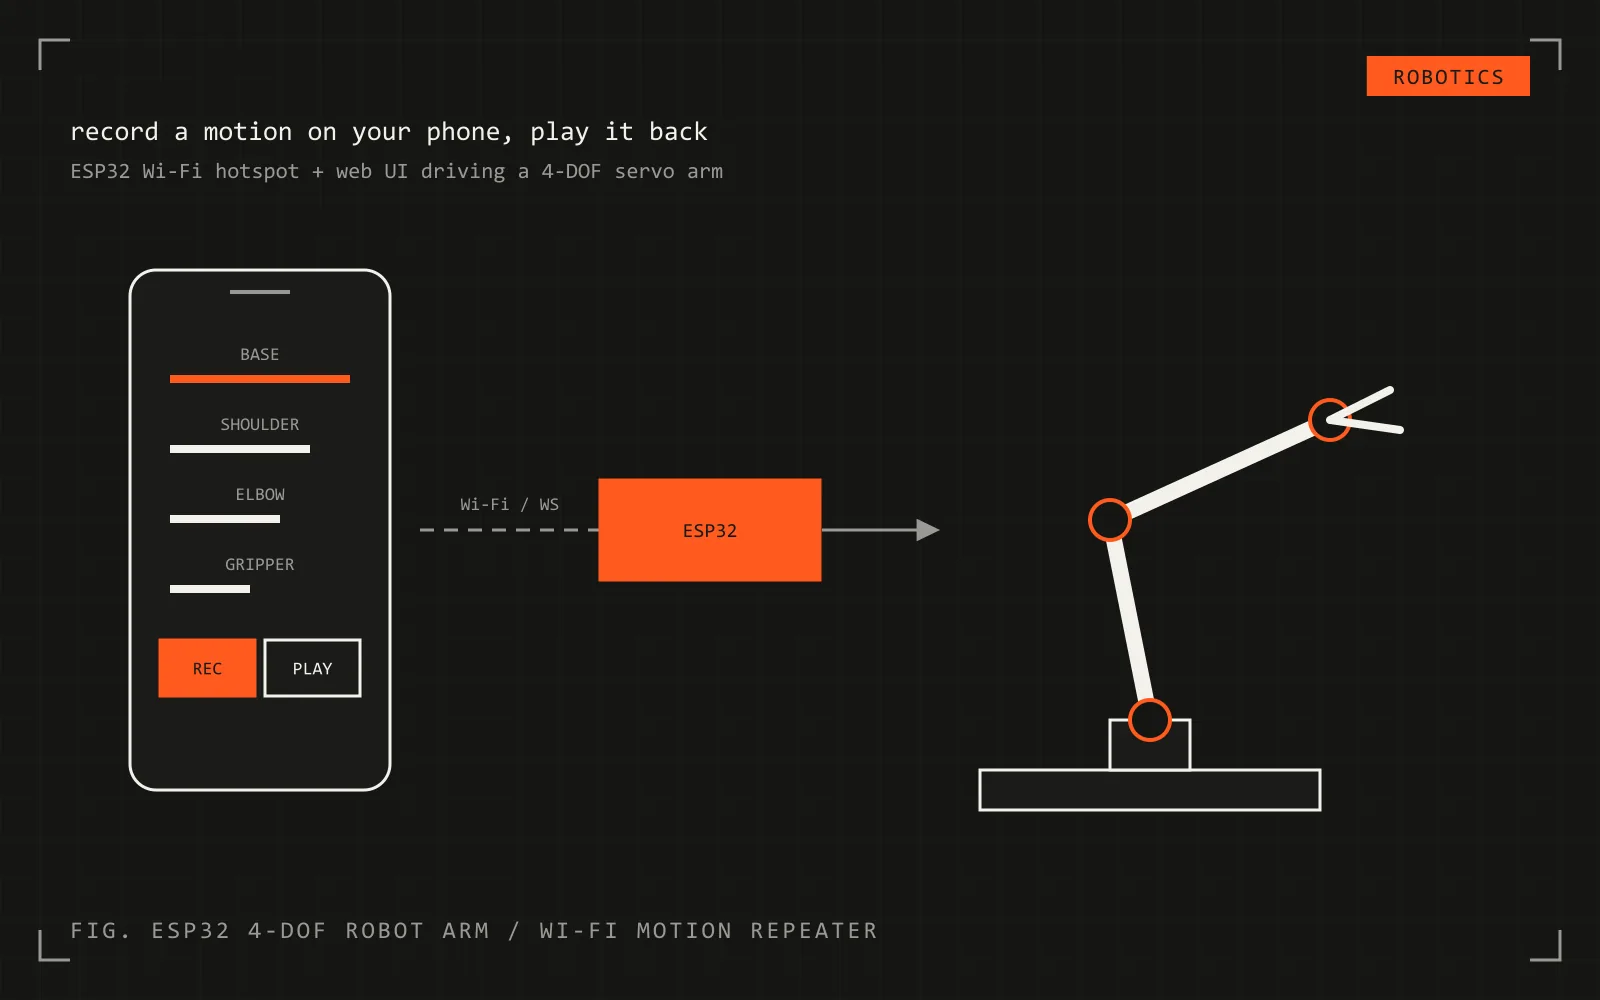 ROBOTICS
record a motion on your phone, play it back
ESP32 Wi-Fi hotspot + web UI driving a 4-DOF servo arm
BASE
SHOULDER
ELBOW
GRIPPER
REC
PLAY
Wi-Fi / WS
ESP32
FIG. ESP32 4-DOF ROBOT ARM / WI-FI MOTION REPEATER